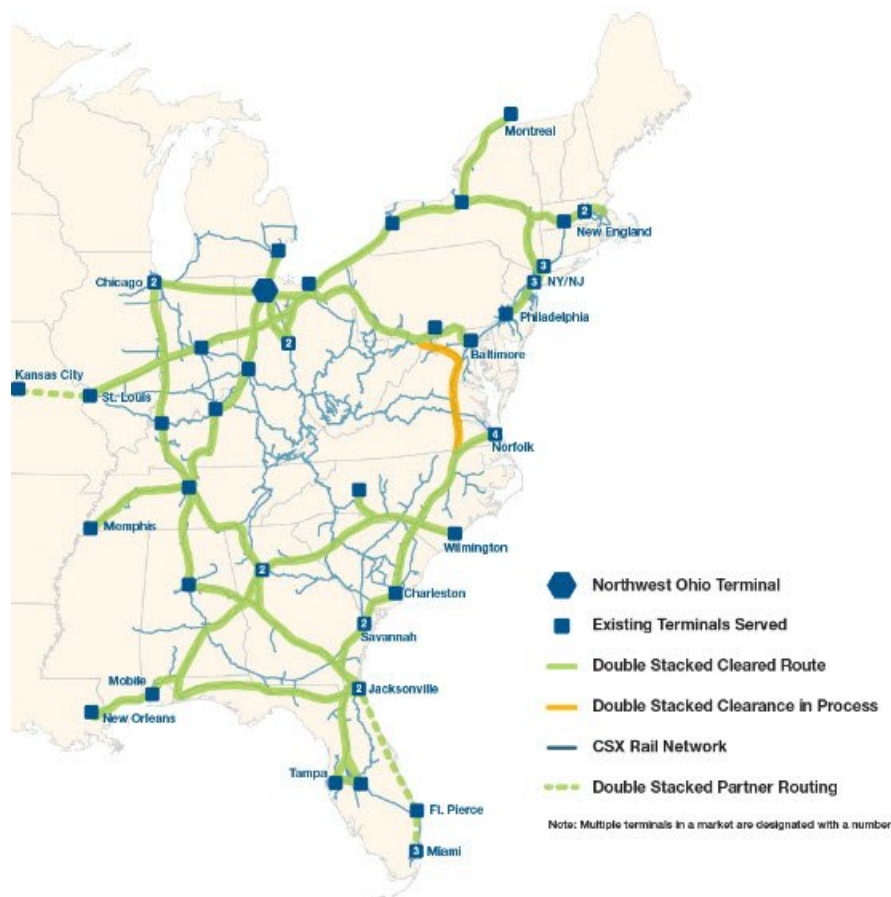 Montreal
2
New England
3
NY/NJ
3
Chicago
2
Philadelphia
2
Baltimore
Kansas City
St. Louis
4
Norfolk
Memphis
Wilmington
2
Charleston
2
Savannah
Mobile
2
Jacksonville
New Orleans
Tampa
Ft. Pierce
3
Miami
Northwest Ohio Terminal
Existing Terminals Served
Double Stacked Cleared Route
Double Stacked Clearance in Process
CSX Rail Network
Double Stacked Partner Routing
Note: Multiple terminals in a market are designated with a number